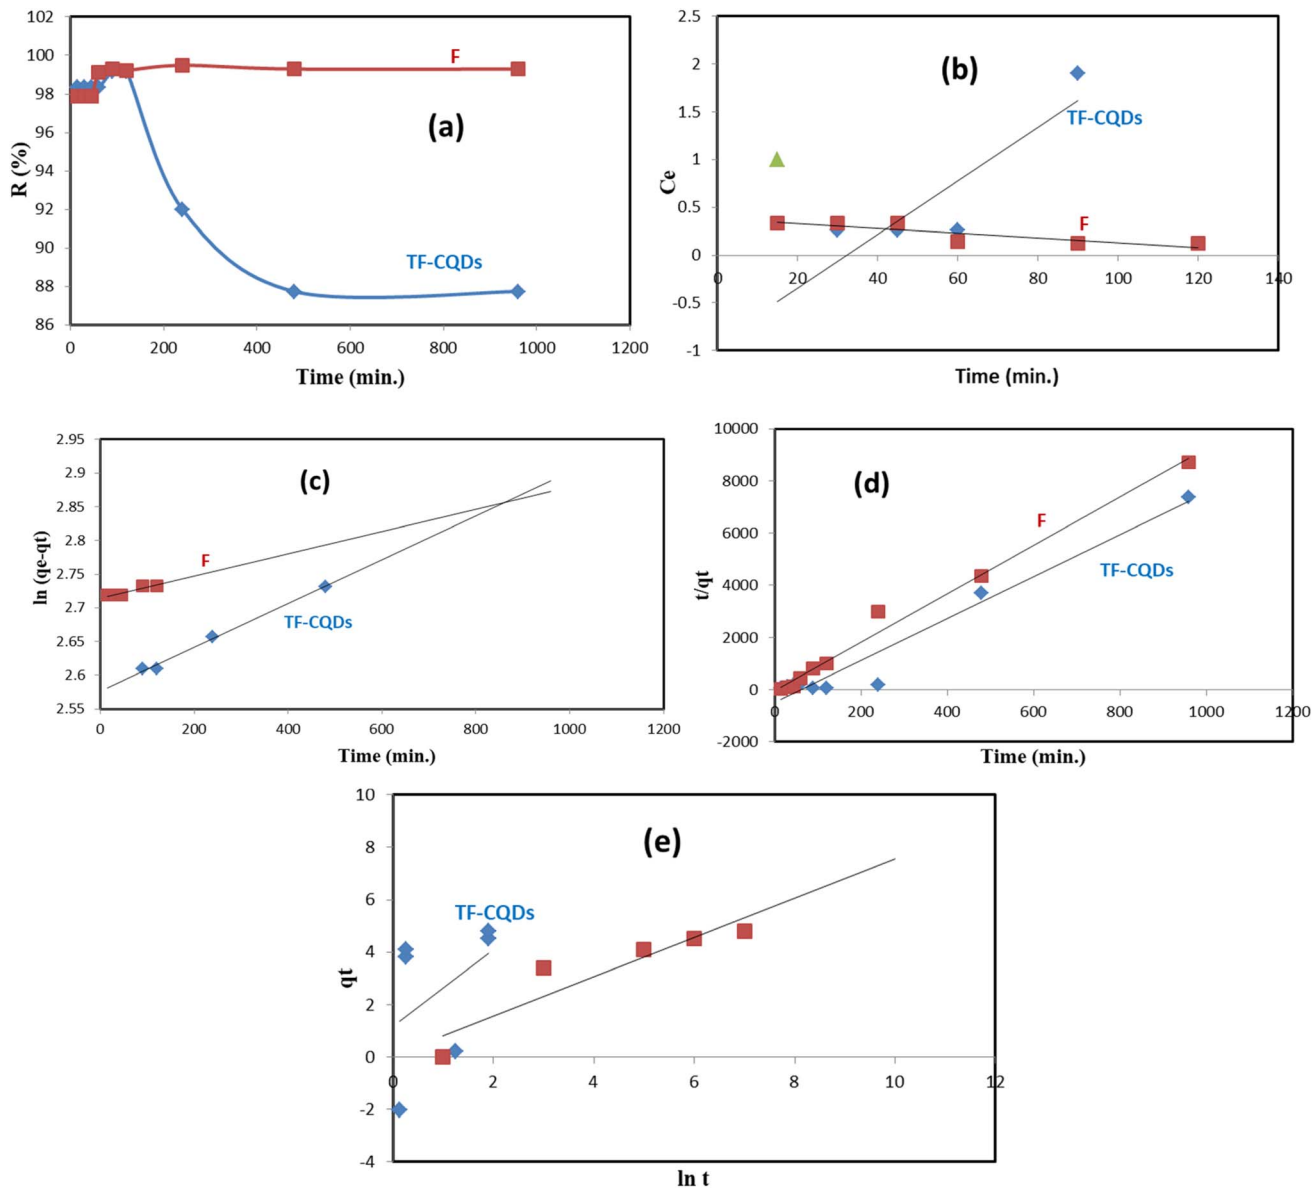 102
100
98
96
94
92
90
88
86
R (%)
F
(a)
TF-CQDs
0 200 400 600 800 1000 1200
Time (min.)
2.5
2
1.5
1
0.5
0
-0.5
-1
Ce
(b)
TF-CQDs
F
0 20 40 60 80 100 120 140
Time (min.)
2.95
2.9
2.85
2.8
2.75
2.7
2.65
2.6
2.55
ln (qe-qt)
(c)
F
TF-CQDs
0 200 400 600 800 1000 1200
Time (min.)
10000
8000
6000
4000
2000
0
-2000
t/qt
(d)
F
TF-CQDs
0 200 400 600 800 1000 1200
Time (min.)
10
8
6
4
2
0
-2
-4
qt
(e)
TF-CQDs
0 2 4 6 8 10 12
ln t